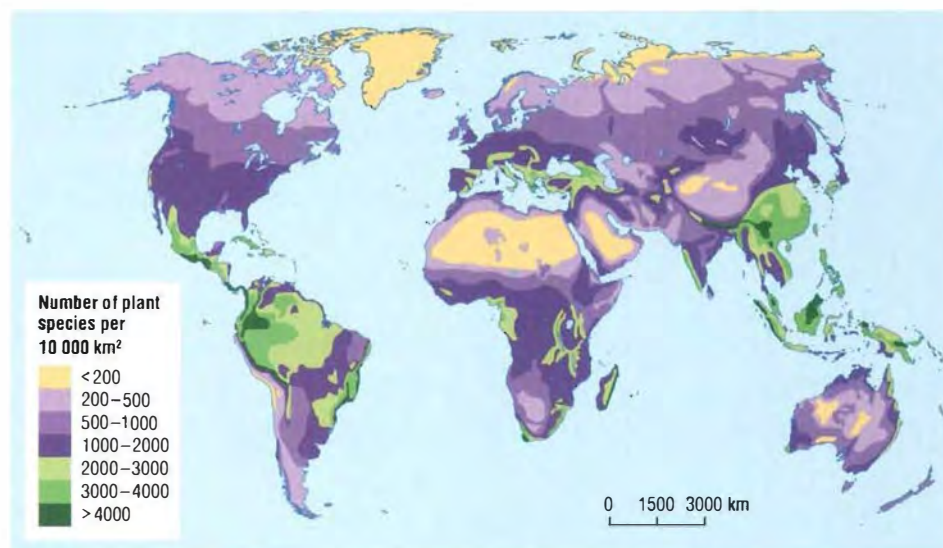 Number of plant
species per
10 000 km²
<200
200–500
500–1000
1000–2000
2000–3000
3000–4000
>4000
0 1500 3000 km